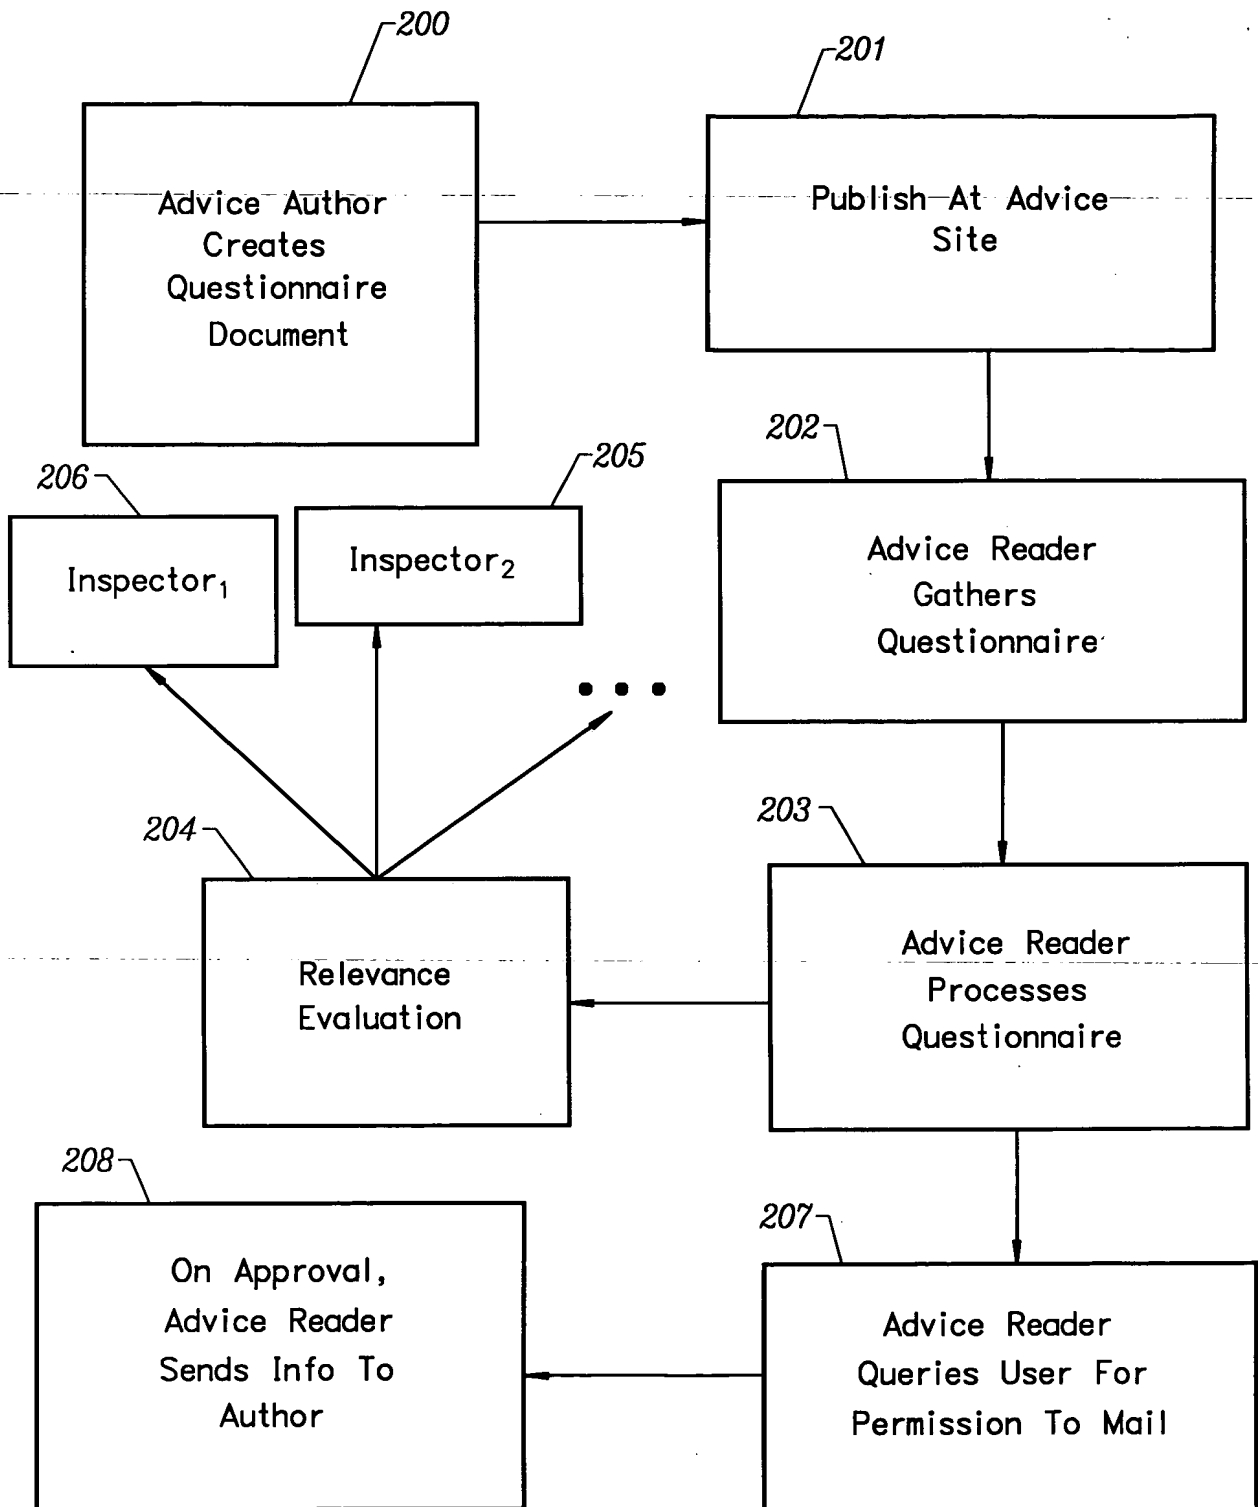 200
201
Advice Author
Creates
Questionnaire
Document
Publish At Advice
Site
202
Advice Reader
Gathers
Questionnaire
206
Inspector₁
205
Inspector₂
• • •
203
Advice Reader
Processes
Questionnaire
204
Relevance
Evaluation
207
Advice Reader
Queries User For
Permission To Mail
208
On Approval,
Advice Reader
Sends Info To
Author